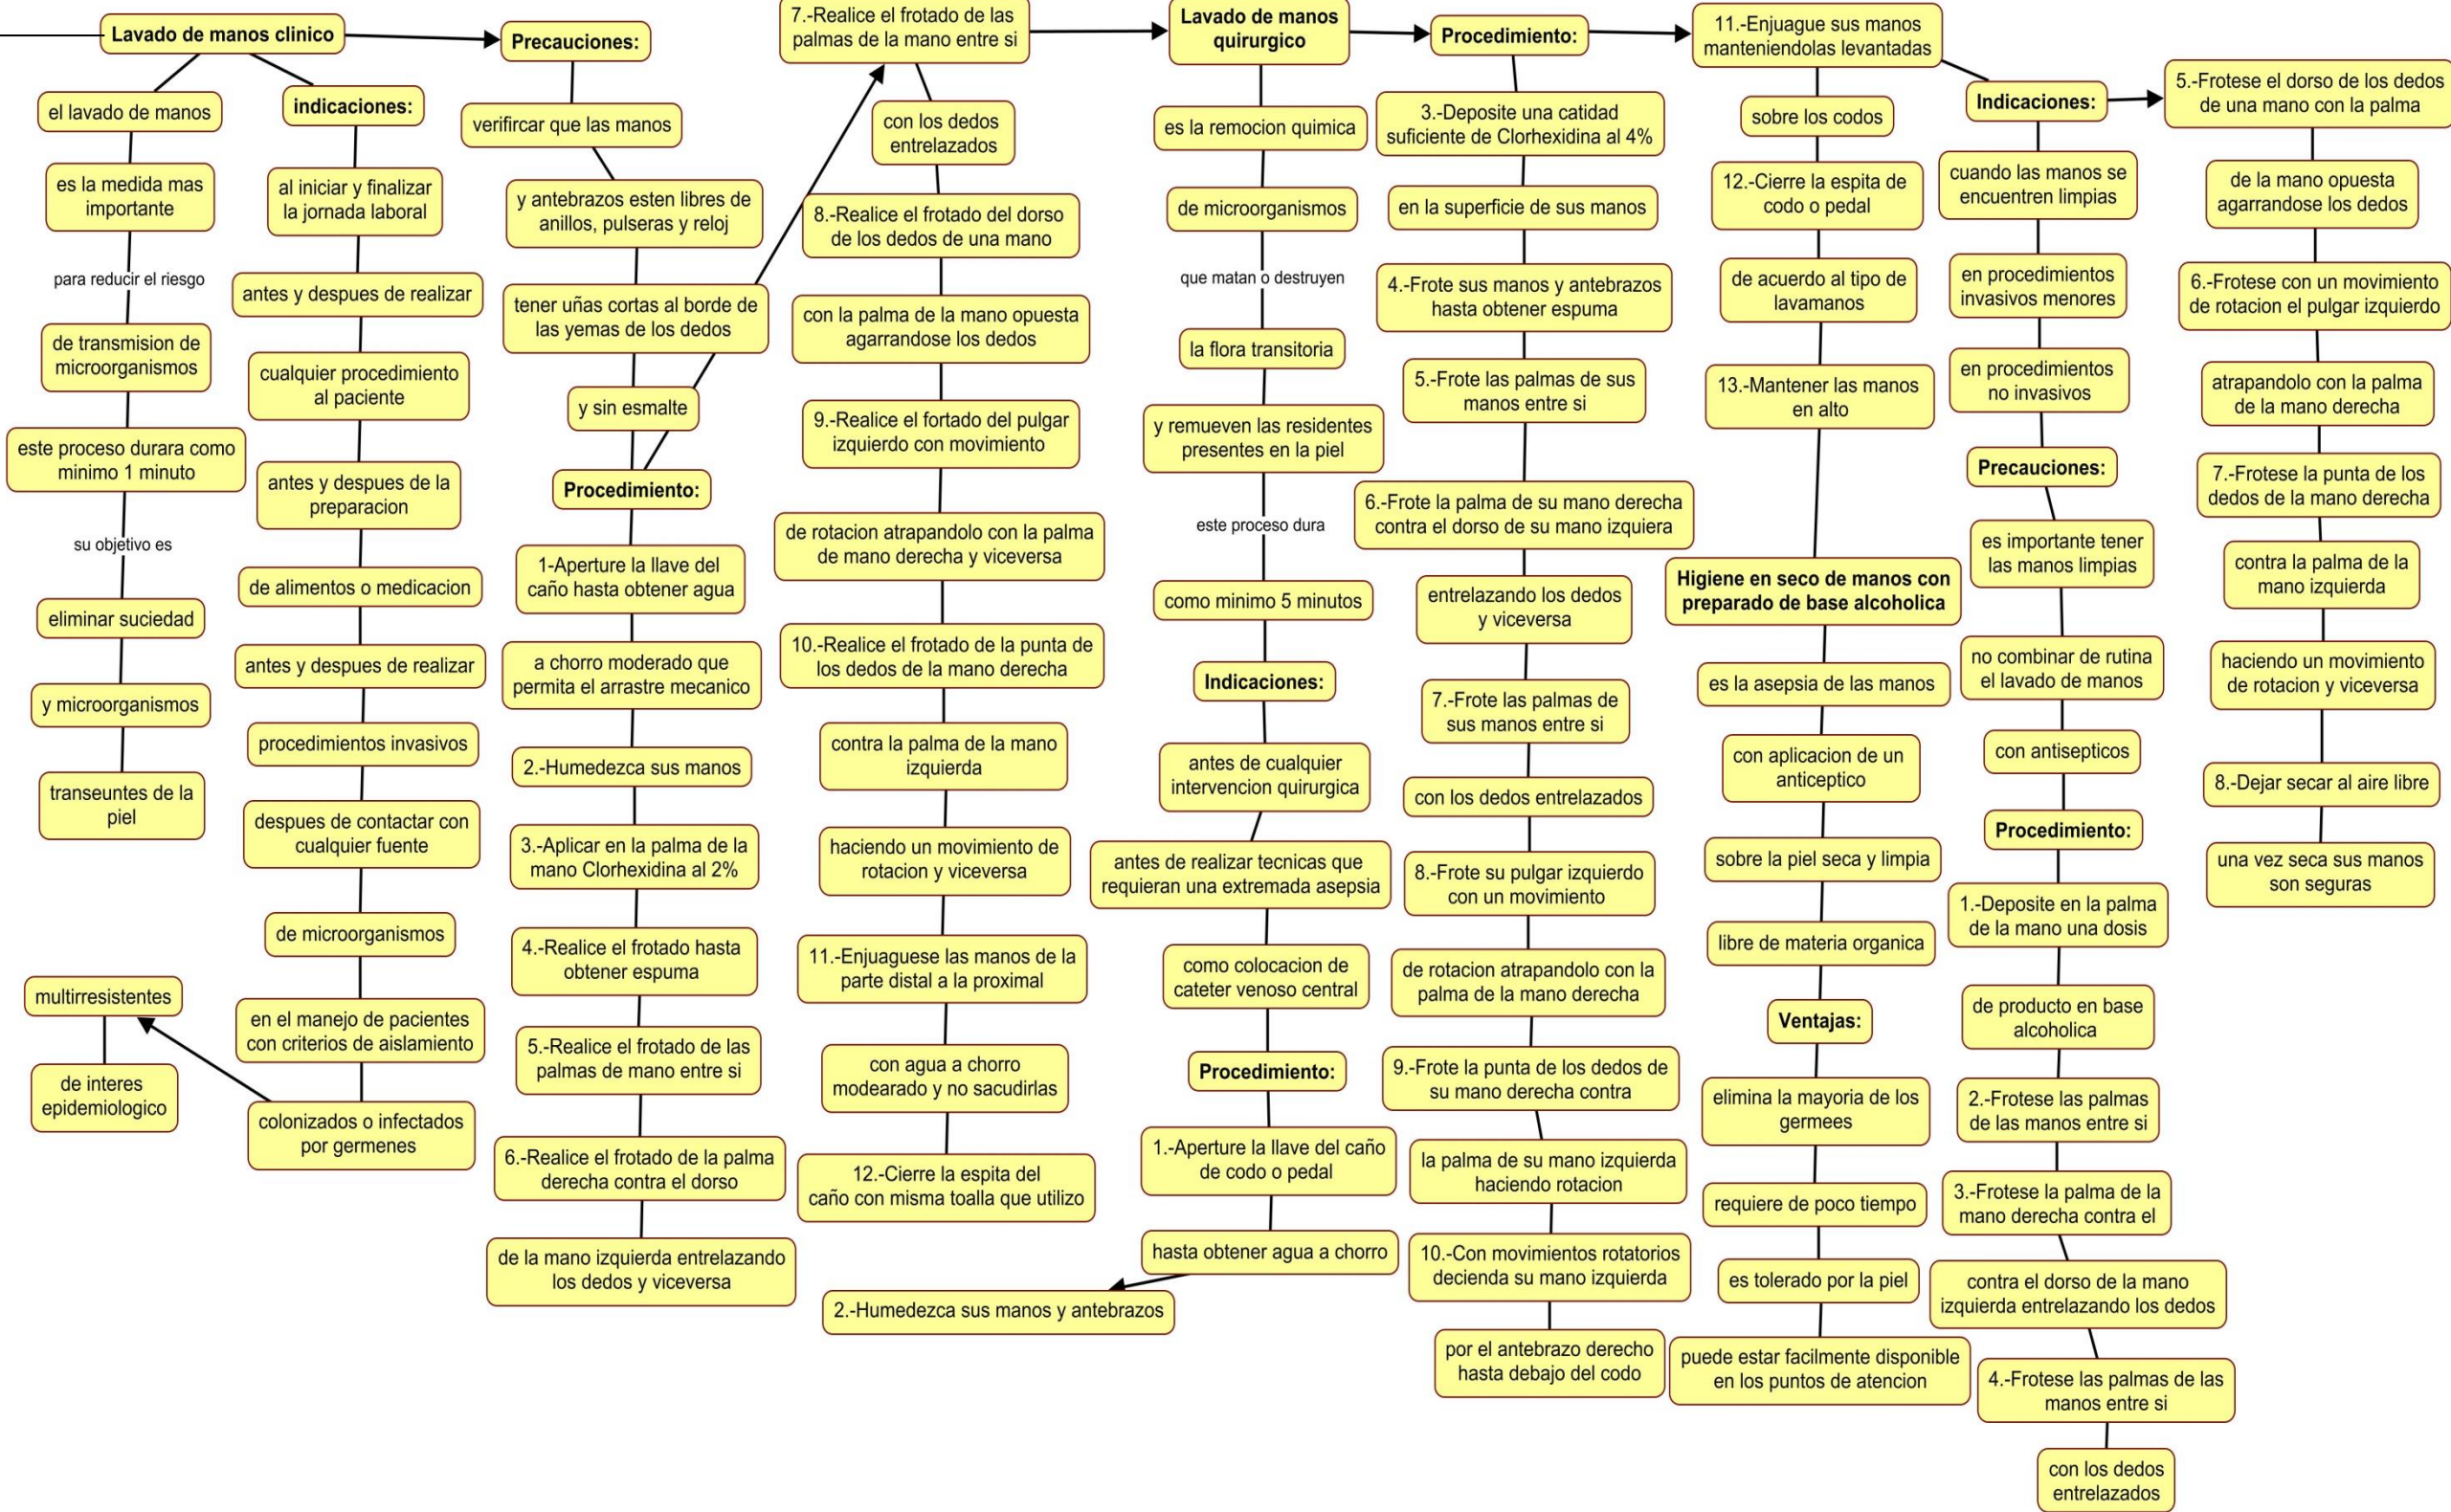 Lavado de manos clinico
el lavado de manos
es la medida mas
importante
para reducir el riesgo
de transmision de
microorganismos
este proceso durara como
minimo 1 minuto
su objetivo es
eliminar suciedad
y microorganismos
transeuntes de la
piel
indicaciones:
al iniciar y finalizar
la jornada laboral
antes y despues de realizar
cualquier procedimiento
al paciente
antes y despues de la
preparacion
de alimentos o medicacion
antes y despues de realizar
procedimientos invasivos
despues de contactar con
cualquier fuente
de microorganismos
en el manejo de pacientes
con criterios de aislamiento
colonizados o infectados
por germenes
multirresistentes
de interes
epidemiologico
Precauciones:
verifircar que las manos
y antebrazos esten libres de
anillos, pulseras y reloj
tener uñas cortas al borde de
las yemas de los dedos
y sin esmalte
Procedimiento:
1-Aperture la llave del
caño hasta obtener agua
a chorro moderado que
permita el arrastre mecanico
2.-Humedezca sus manos
3.-Aplicar en la palma de la
mano Clorhexidina al 2%
4.-Realice el frotado hasta
obtener espuma
5.-Realice el frotado de las
palmas de mano entre si
6.-Realice el frotado de la palma
derecha contra el dorso
de la mano izquierda entrelazando
los dedos y viceversa
7.-Realice el frotado de las
palmas de la mano entre si
con los dedos
entrelazados
8.-Realice el frotado del dorso
de los dedos de una mano
con la palma de la mano opuesta
agarrandose los dedos
9.-Realice el fortado del pulgar
izquierdo con movimiento
de rotacion atrapandolo con la palma
de mano derecha y viceversa
10.-Realice el frotado de la punta de
los dedos de la mano derecha
contra la palma de la mano
izquierda
haciendo un movimiento de
rotacion y viceversa
11.-Enjuaguese las manos de la
parte distal a la proximal
con agua a chorro
modearado y no sacudirlas
12.-Cierre la espita del
caño con misma toalla que utilizo
Lavado de manos
quirurgico
es la remocion quimica
de microorganismos
que matan o destruyen
la flora transitoria
y remueven las residentes
presentes en la piel
este proceso dura
como minimo 5 minutos
Indicaciones:
antes de cualquier
intervencion quirurgica
antes de realizar tecnicas que
requieran una extremada asepsia
como colocacion de
cateter venoso central
Procedimiento:
1.-Aperture la llave del caño
de codo o pedal
hasta obtener agua a chorro
2.-Humedezca sus manos y antebrazos
Procedimiento:
3.-Deposite una catidad
suficiente de Clorhexidina al 4%
en la superficie de sus manos
4.-Frote sus manos y antebrazos
hasta obtener espuma
5.-Frote las palmas de sus
manos entre si
6.-Frote la palma de su mano derecha
contra el dorso de su mano izquiera
entrelazando los dedos
y viceversa
7.-Frote las palmas de
sus manos entre si
con los dedos entrelazados
8.-Frote su pulgar izquierdo
con un movimiento
de rotacion atrapandolo con la
palma de la mano derecha
9.-Frote la punta de los dedos de
su mano derecha contra
la palma de su mano izquierda
haciendo rotacion
10.-Con movimientos rotatorios
decienda su mano izquierda
por el antebrazo derecho
hasta debajo del codo
11.-Enjuague sus manos
manteniendolas levantadas
sobre los codos
12.-Cierre la espita de
codo o pedal
de acuerdo al tipo de
lavamanos
13.-Mantener las manos
en alto
Higiene en seco de manos con
preparado de base alcoholica
es la asepsia de las manos
con aplicacion de un
anticeptico
sobre la piel seca y limpia
libre de materia organica
Ventajas:
elimina la mayoria de los
germees
requiere de poco tiempo
es tolerado por la piel
puede estar facilmente disponible
en los puntos de atencion
Indicaciones:
cuando las manos se
encuentren limpias
en procedimientos
invasivos menores
en procedimientos
no invasivos
Precauciones:
es importante tener
las manos limpias
no combinar de rutina
el lavado de manos
con antisepticos
Procedimiento:
1.-Deposite en la palma
de la mano una dosis
de producto en base
alcoholica
2.-Frotese las palmas
de las manos entre si
3.-Frotese la palma de la
mano derecha contra el
contra el dorso de la mano
izquierda entrelazando los dedos
4.-Frotese las palmas de las
manos entre si
con los dedos
entrelazados
5.-Frotese el dorso de los dedos
de una mano con la palma
de la mano opuesta
agarrandose los dedos
6.-Frotese con un movimiento
de rotacion el pulgar izquierdo
atrapandolo con la palma
de la mano derecha
7.-Frotese la punta de los
dedos de la mano derecha
contra la palma de la
mano izquierda
haciendo un movimiento
de rotacion y viceversa
8.-Dejar secar al aire libre
una vez seca sus manos
son seguras